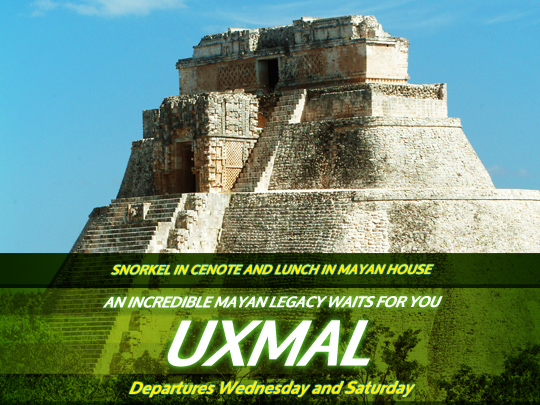 SNORKEL IN CENOTE AND LUNCH IN MAYAN HOUSE
AN INCREDIBLE MAYAN LEGACY WAITS FOR YOU
UXMAL
Departures Wednesday and Saturday